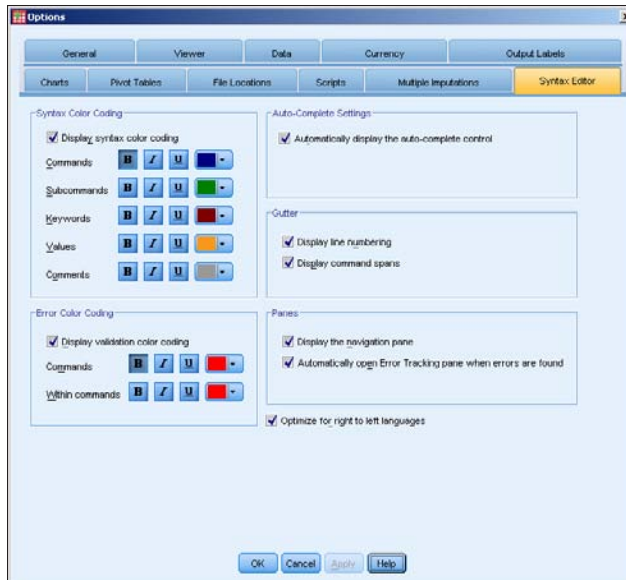 Options
General Viewer Data Currency Output Labels
Charts Pivot Tables File Locations Scripts Multiple Imputations Syntax Editor
Syntax Color Coding
Display syntax color coding
Commands B I U
Subcommands B I U
Keywords B I U
Values B I U
Comments B I U
Error Color Coding
Display validation color coding
Commands B I U
Within commands B I U
Auto-Complete Settings
Automatically display the auto-complete control
Gutter
Display line numbering
Display command spans
Panes
Display the navigation pane
Automatically open Error Tracking pane when errors are found
Optimize for right to left languages
OK Cancel Apply Help